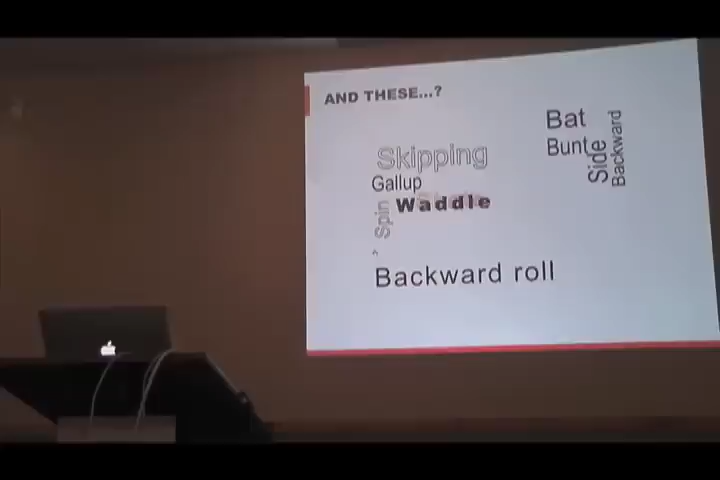 AND THESE...?
Skipping
Gallup
Waddle
Spin
Backward roll
Bat
Bunt
Side
Backward